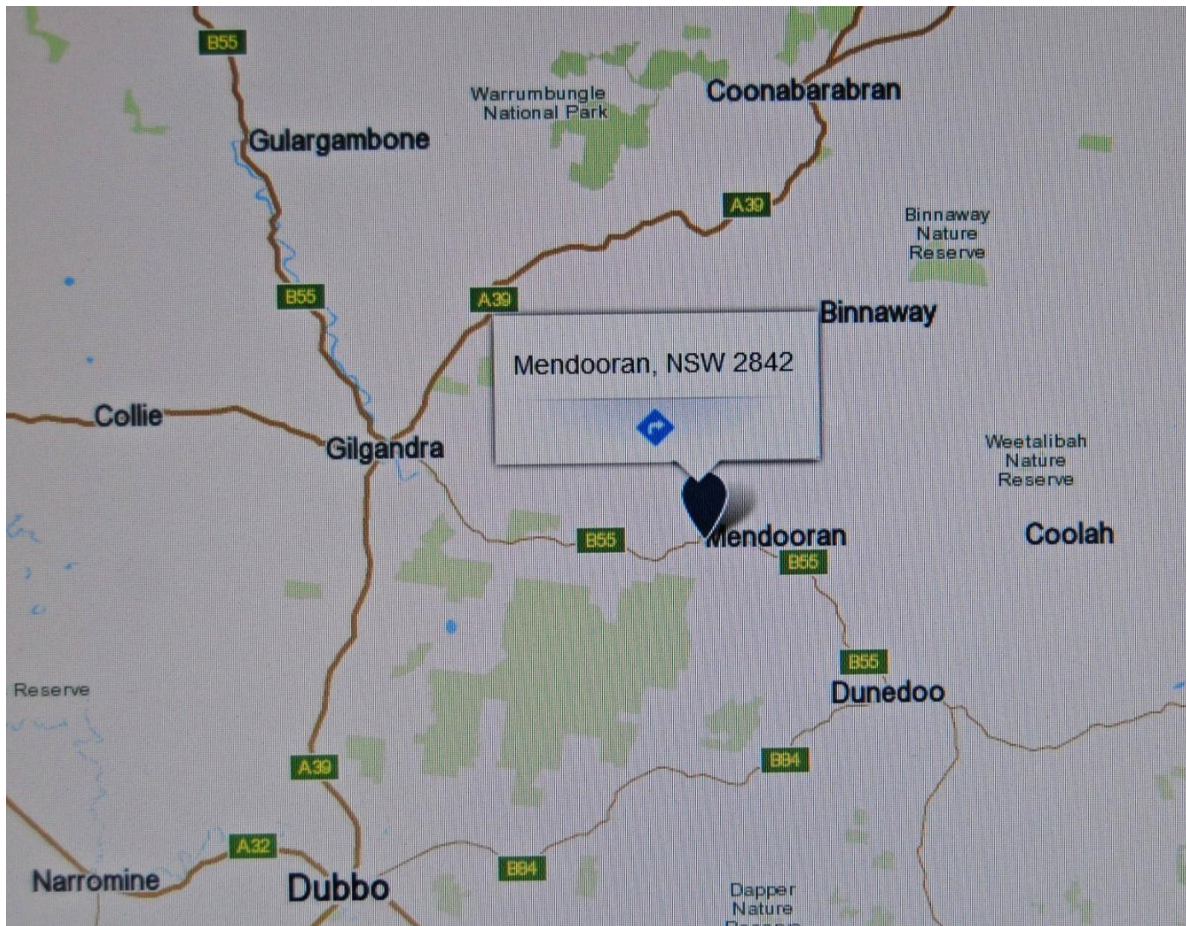 B55
Coonabarabran
Warrumbungle
National Park
Gulargambone
A39
Binnaway
Nature
Reserve
B55
A39
Binnaway
Mendooran, NSW 2842
Collie
Gilgandra
Weetalibah
Nature
Reserve
B55
Mendooran
Coolah
B55
B55
Reserve
Dunedoo
A39
B84
A32
B84
Narromine
Dubbo
Dapper
Nature
Reserve